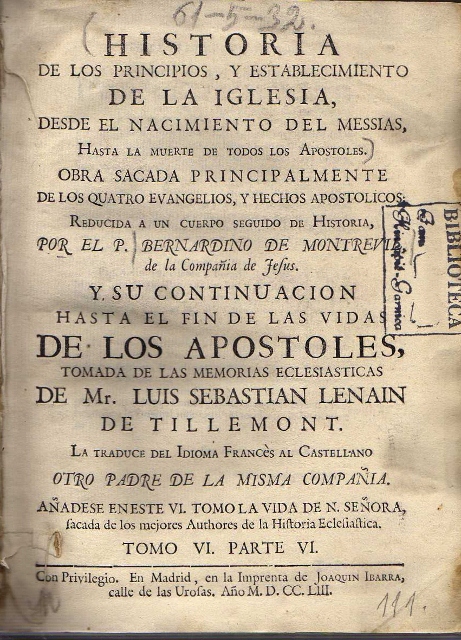 61-5-32.
(HISTORIA
DE LOS PRINCIPIOS, Y ESTABLECIMIENTO
DE LA IGLESIA,
DESDE EL NACIMIENTO DEL MESSIAS,
HASTA LA MUERTE DE TODOS LOS APOSTOLES.)
OBRA SACADA PRINCIPALMENTE
DE LOS QUATRO EVANGELIOS, Y HECHOS APOSTOLICOS:
REDUCIDA A UN CUERPO SEGUIDO DE HISTORIA,
POR EL P. BERNARDINO DE MONTREVIL
de la Compañia de Jesus.
Y SU CONTINUACION
HASTA EL FIN DE LAS VIDAS
DE LOS APOSTOLES,
TOMADA DE LAS MEMORIAS ECLESIASTICAS
DE Mr. LUIS SEBASTIAN LENAIN
DE TILLEMONT.
LA TRADUCE DEL IDIOMA FRANCÈS AL CASTELLANO
OTRO PADRE DE LA MISMA COMPAÑIA.
AÑADESE EN ESTE VI. TOMO LA VIDA DE N. SEÑORA,
sacada de los mejores Authores de la Historia Eclesiastica.
TOMO VI. PARTE VI.
Con Privilegio. En Madrid, en la Imprenta de JOAQUIN IBARRA,
calle de las Urosas. Año M. D. CC. LIII.
BIBLIOTECA